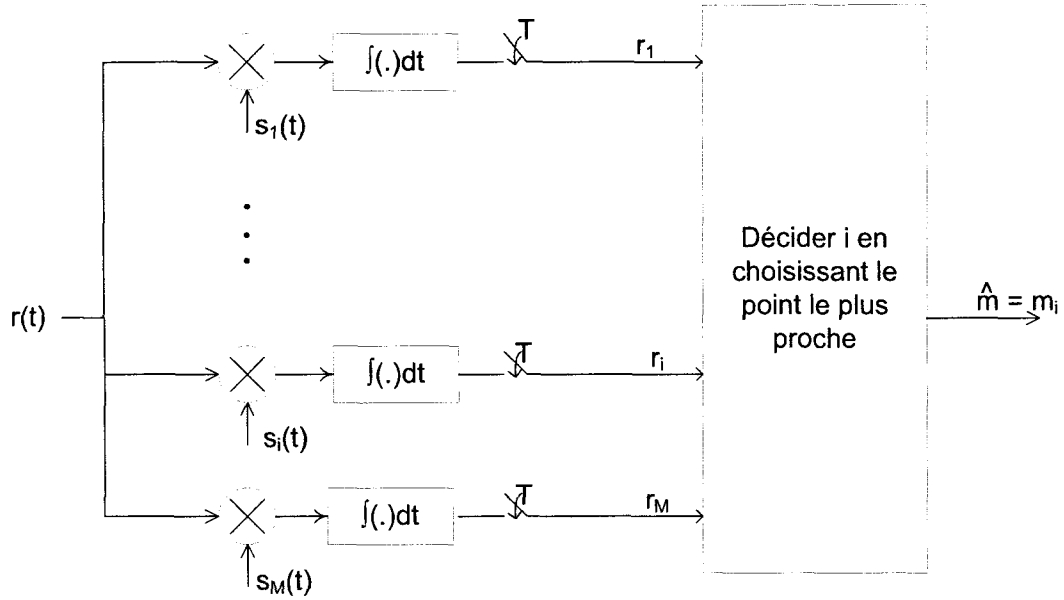 T
r₁
∫(.)dt
s₁(t)
Décider i en
choisissant le
point le plus
proche
r(t)
m̂ = mᵢ
T
rᵢ
∫(.)dt
sᵢ(t)
T
r_M
∫(.)dt
s_M(t)